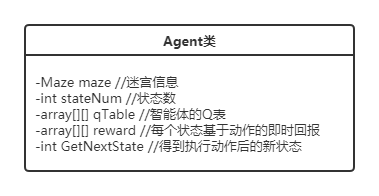 Agent类
-Maze maze //迷宫信息
-int stateNum //状态数
-array[][] qTable //智能体的Q表
-array[][] reward //每个状态基于动作的即时回报
-int GetNextState //得到执行动作后的新状态